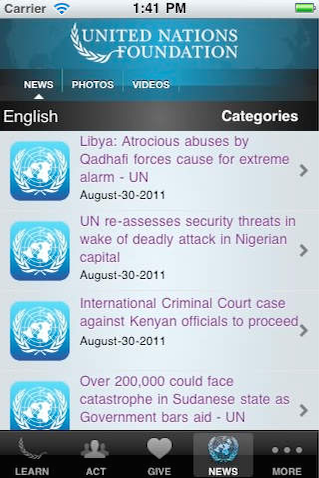 Carrier 1:41 PM
UNITED NATIONS
FOUNDATION
NEWS PHOTOS VIDEOS
English Categories
Libya: Atrocious abuses by
Qadhafi forces cause for extreme
alarm - UN
August-30-2011
UN re-assesses security threats in
wake of deadly attack in Nigerian
capital
August-30-2011
International Criminal Court case
against Kenyan officials to proceed
August-30-2011
Over 200,000 could face
catastrophe in Sudanese state as
Government bars aid - UN
LEARN ACT GIVE NEWS MORE